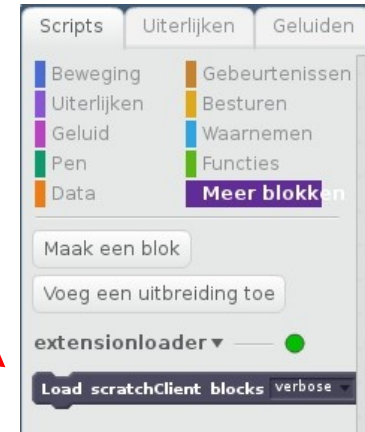 Scripts Uiterlijken Geluiden
Beweging Gebeurtenissen
Uiterlijken Besturen
Geluid Waarnemen
Pen Functies
Data Meer blokken
Maak een blok
Voeg een uitbreiding toe
extensionloader
Load scratchClient blocks verbose